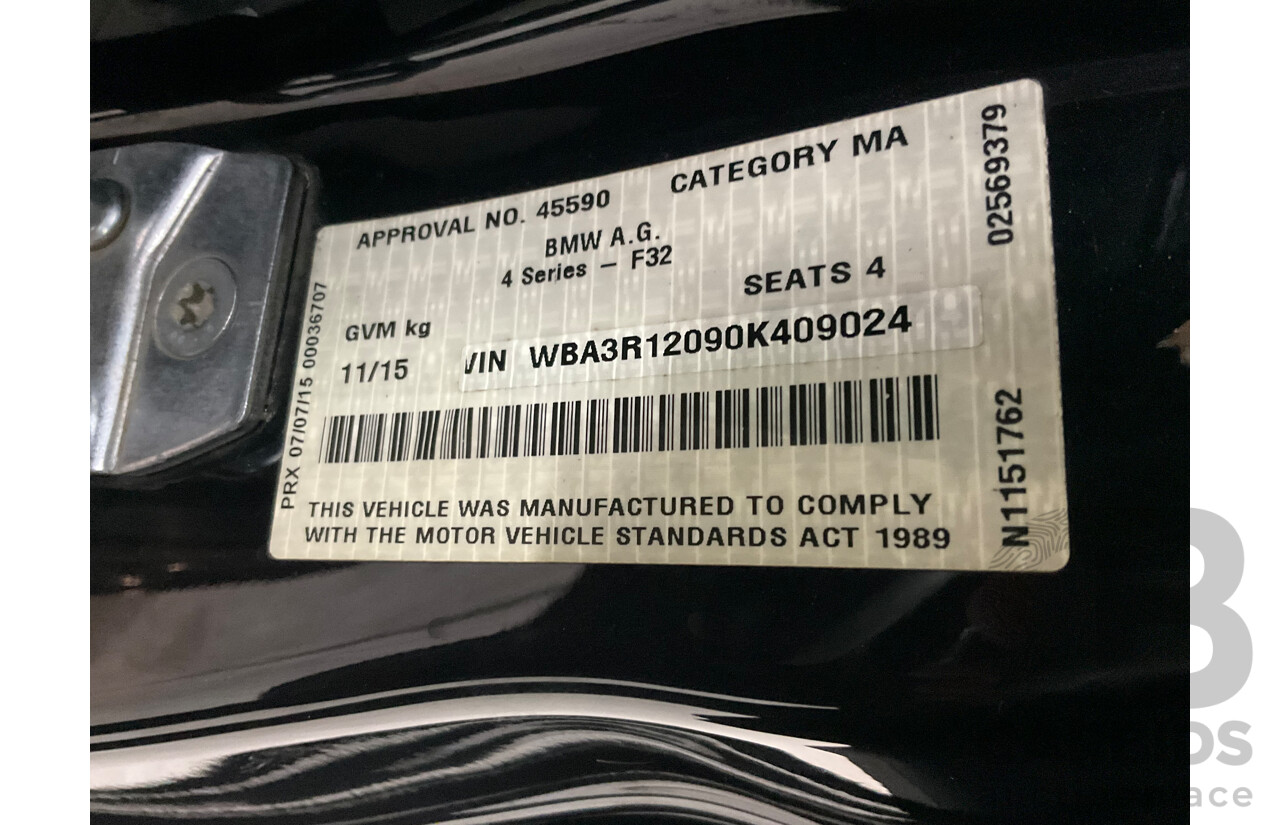 APPROVAL NO. 45590
CATEGORY MA
BMW A.G.
4 Series – F32
SEATS 4
GVM kg
11/15
VIN WBA3R12090K409024
THIS VEHICLE WAS MANUFACTURED TO COMPLY
WITH THE MOTOR VEHICLE STANDARDS ACT 1989
PRX 07/07/15 00036707
02569379
N1151762